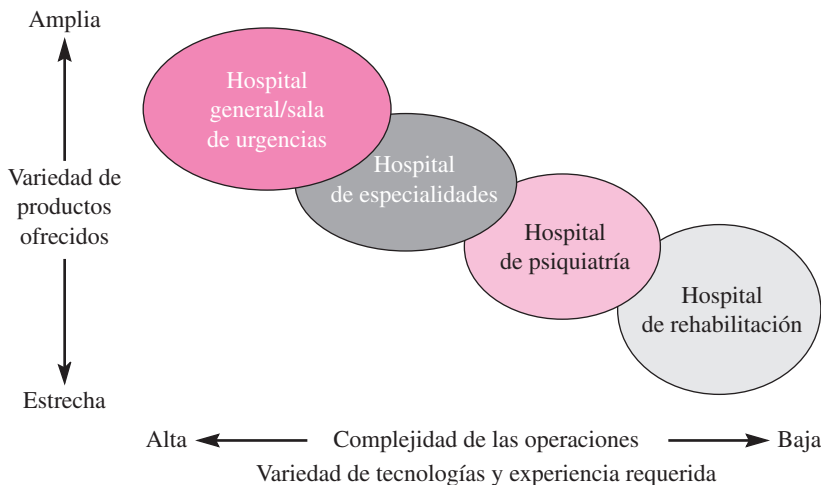 Amplia
Variedad de
productos
ofrecidos
Estrecha
Hospital
general/sala
de urgencias
Hospital
de especialidades
Hospital
de psiquiatría
Hospital
de rehabilitación
Alta
Complejidad de las operaciones
Baja
Variedad de tecnologías y experiencia requerida